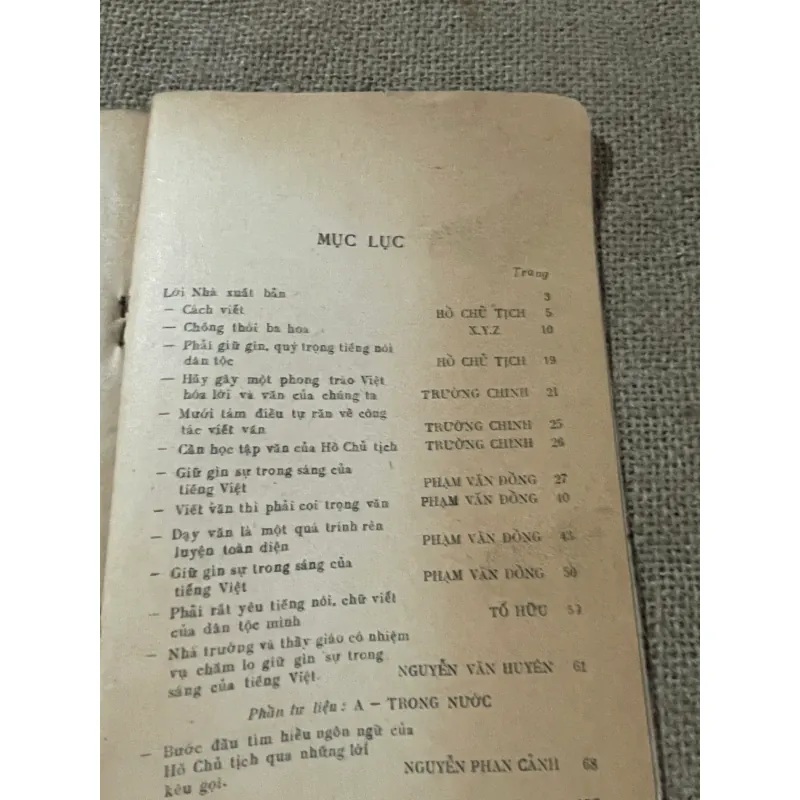 MỤC LỤC
Trang
Lời Nhà xuất bản 3
— Cách viết HỒ CHỦ TỊCH 5
— Chống thói ba hoa X.Y.Z 10
— Phải giữ gìn, quý trọng tiếng nói
dân tộc HỒ CHỦ TỊCH 19
— Hãy gây một phong trào Việt
hóa lời và văn của chúng ta TRƯỜNG CHINH 21
— Mười tám điều tự răn về công
tác viết văn TRƯỜNG CHINH 25
— Cần học tập văn của Hồ Chủ tịch TRƯỜNG CHINH 26
— Giữ gìn sự trong sáng của
tiếng Việt PHẠM VĂN ĐỒNG 27
— Viết văn thì phải coi trọng văn PHẠM VĂN ĐỒNG 40
— Dạy văn là một quá trình rèn
luyện toàn diện PHẠM VĂN ĐỒNG 43
— Giữ gìn sự trong sáng của
tiếng Việt PHẠM VĂN ĐỒNG 50
— Phải rất yêu tiếng nói, chữ viết
của dân tộc mình TỐ HỮU
— Nhà trường và thầy giáo có nhiệm
vụ chăm lo giữ gìn sự trong
sáng của tiếng Việt. NGUYỄN VĂN HUYÊN 61
Phần tư liệu : A — TRONG NƯỚC
— Bước đầu tìm hiểu ngôn ngữ của
Hồ Chủ tịch qua những lời
kêu gọi. NGUYỄN PHAN CẢNH 68